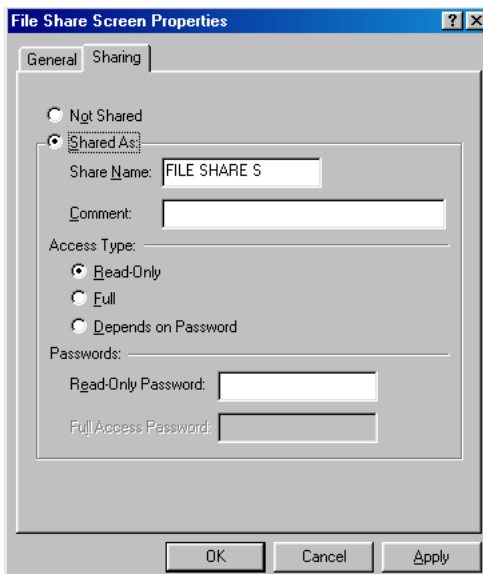 File Share Screen Properties
General Sharing
Not Shared
Shared As:
Share Name: FILE SHARE S
Comment:
Access Type:
Read-Only
Full
Depends on Password
Passwords:
Read-Only Password:
Full Access Password:
OK Cancel Apply